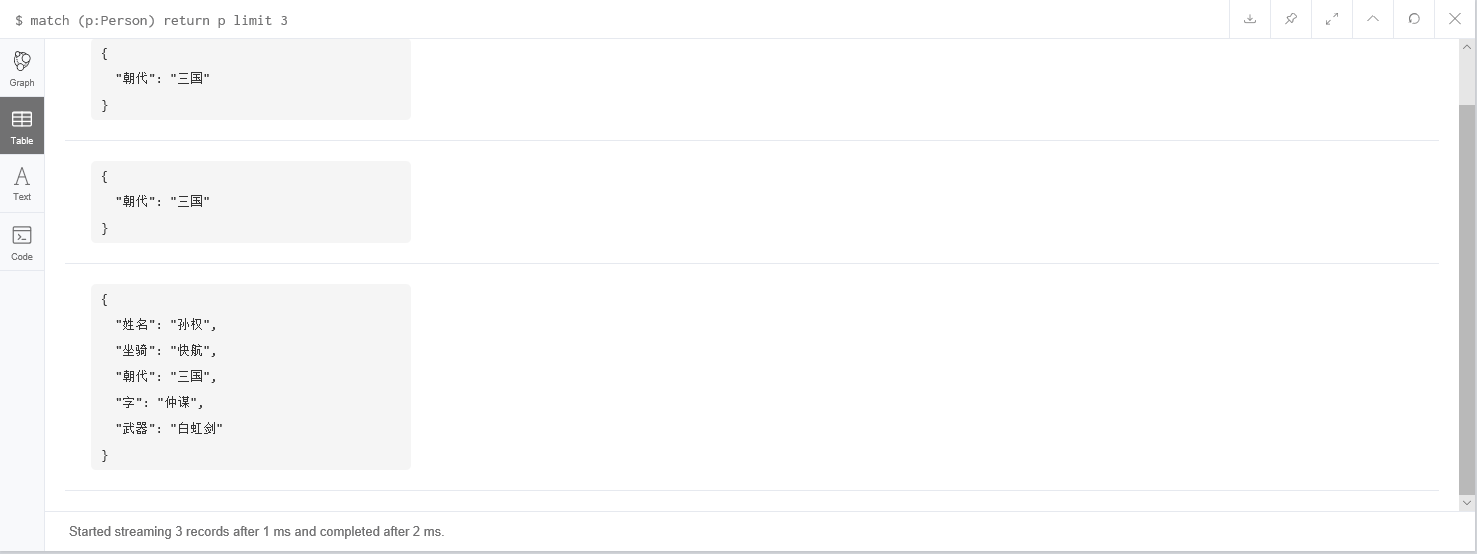 $ match (p:Person) return p limit 3
Graph
Table
Text
Code
{
"朝代": "三国"
}
{
"朝代": "三国"
}
{
"姓名": "孙权",
"坐骑": "快航",
"朝代": "三国",
"字": "仲谋",
"武器": "白虹剑"
}
Started streaming 3 records after 1 ms and completed after 2 ms.